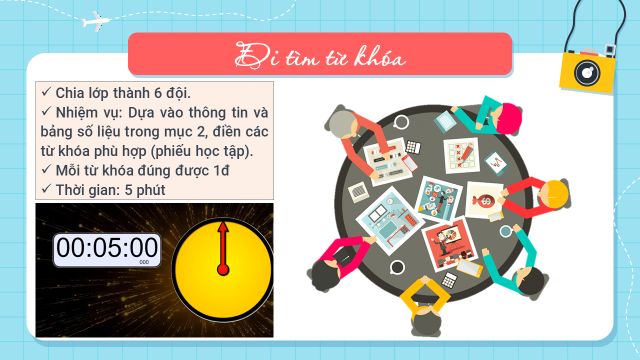 Đi tìm từ khóa
✓ Chia lớp thành 6 đội.
✓ Nhiệm vụ: Dựa vào thông tin và
bảng số liệu trong mục 2, điền các
từ khóa phù hợp (phiếu học tập).
✓ Mỗi từ khóa đúng được 1đ
✓ Thời gian: 5 phút
00:05:00
000